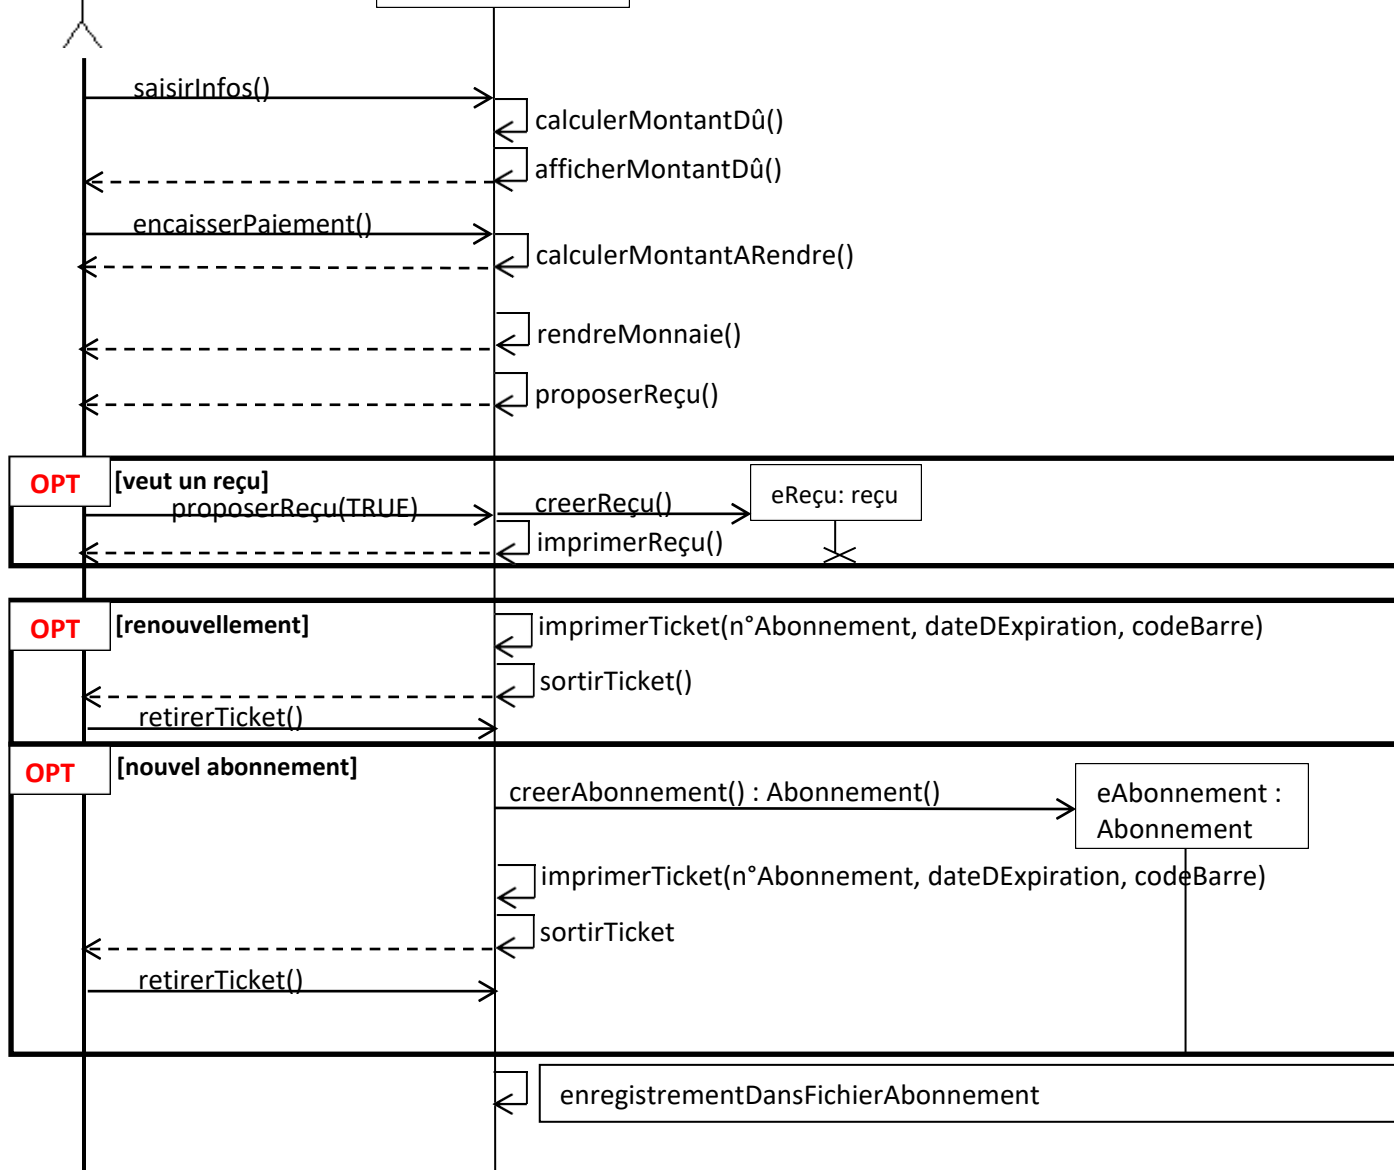 saisirInfos()
calculerMontantDû()
afficherMontantDû()
encaisserPaiement()
calculerMontantARendre()
rendreMonnaie()
proposerReçu()
OPT
[veut un reçu]
proposerReçu(TRUE)
creerReçu()
eReçu: reçu
imprimerReçu()
OPT
[renouvellement]
imprimerTicket(n°Abonnement, dateDExpiration, codeBarre)
sortirTicket()
retirerTicket()
OPT
[nouvel abonnement]
creerAbonnement() : Abonnement()
eAbonnement :
Abonnement
imprimerTicket(n°Abonnement, dateDExpiration, codeBarre)
sortirTicket
retirerTicket()
enregistrementDansFichierAbonnement